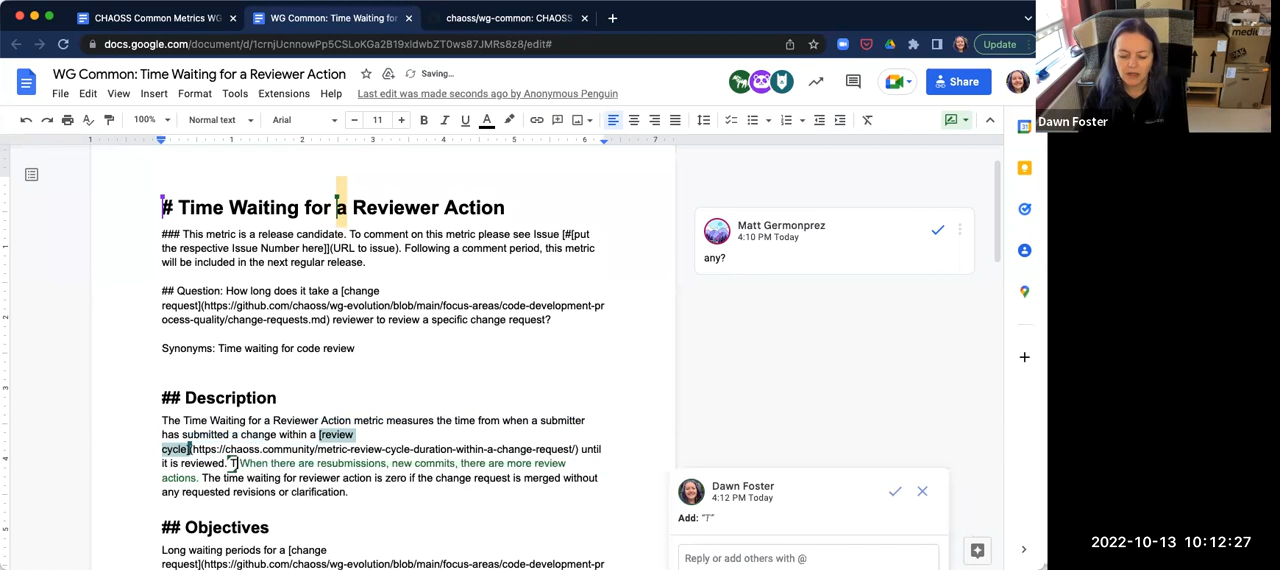 CHAOSS Common Metrics WG
WG Common: Time Waiting for
chaoss/wg-common: CHAOSS
docs.google.com/document/d/1crnjUcnnowPp5CSLoKGa2B19xldwbZT0ws87JMRs8z8/edit#
Update
WG Common: Time Waiting for a Reviewer Action
Saving...
File Edit View Insert Format Tools Extensions Help
Last edit was made seconds ago by Anonymous Penguin
Share
100%
Normal text
Arial
11
1 1 2 3 4 5 6 7
# Time Waiting for a Reviewer Action
### This metric is a release candidate. To comment on this metric please see Issue [#[put
the respective Issue Number here]](URL to issue). Following a comment period, this metric
will be included in the next regular release.
## Question: How long does it take a [change
request](https://github.com/chaoss/wg-evolution/blob/main/focus-areas/code-development-pr
ocess-quality/change-requests.md) reviewer to review a specific change request?
Synonyms: Time waiting for code review
## Description
The Time Waiting for a Reviewer Action metric measures the time from when a submitter
has submitted a change within a [review
cycle](https://chaoss.community/metric-review-cycle-duration-within-a-change-request/) until
it is reviewed. T When there are resubmissions, new commits, there are more review
actions. The time waiting for reviewer action is zero if the change request is merged without
any requested revisions or clarification.
## Objectives
Long waiting periods for a [change
request](https://github.com/chaoss/wg-evolution/blob/main/focus-areas/code-development-pr
Matt Germonprez
4:10 PM Today
any?
Dawn Foster
4:12 PM Today
Add: "T"
Reply or add others with @
Dawn Foster
2022-10-13 10:12:27